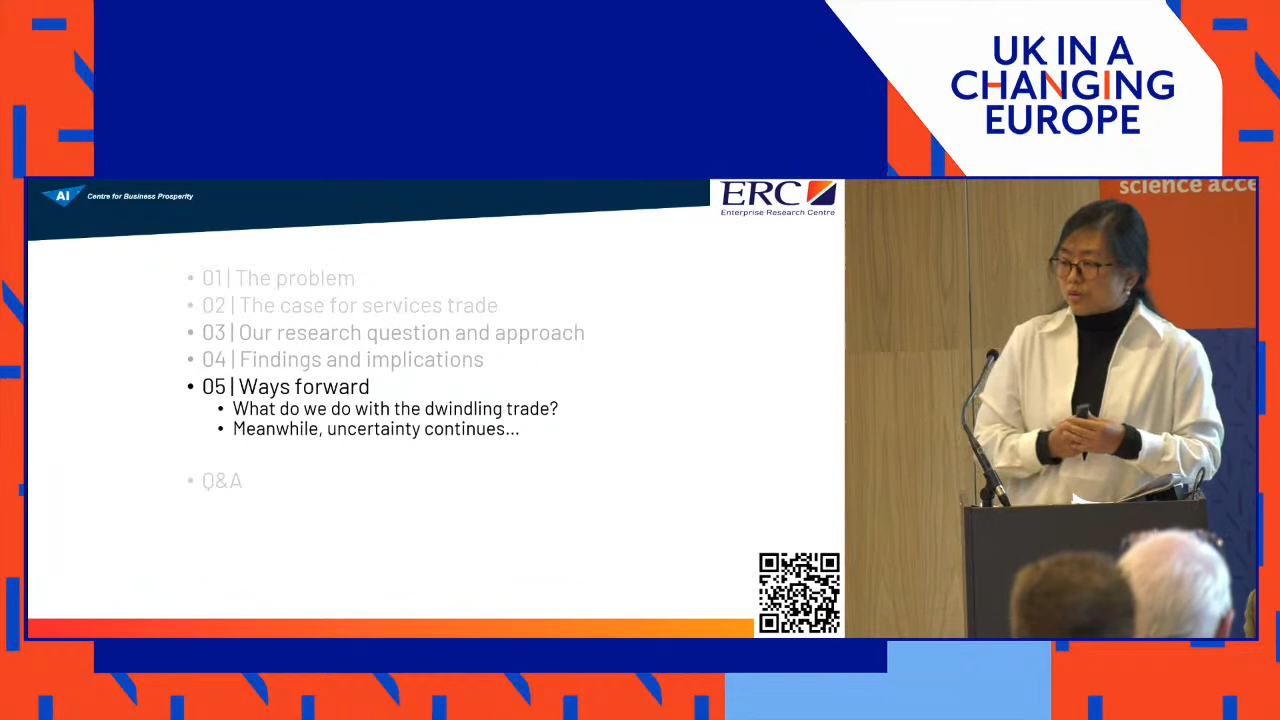 UK IN A
CHANGING
EUROPE
AI Centre for Business Prosperity
ERC
Enterprise Research Centre
science acce
• 01 | The problem
• 02 | The case for services trade
• 03 | Our research question and approach
• 04 | Findings and implications
• 05 | Ways forward
• What do we do with the dwindling trade?
• Meanwhile, uncertainty continues...
• Q&A